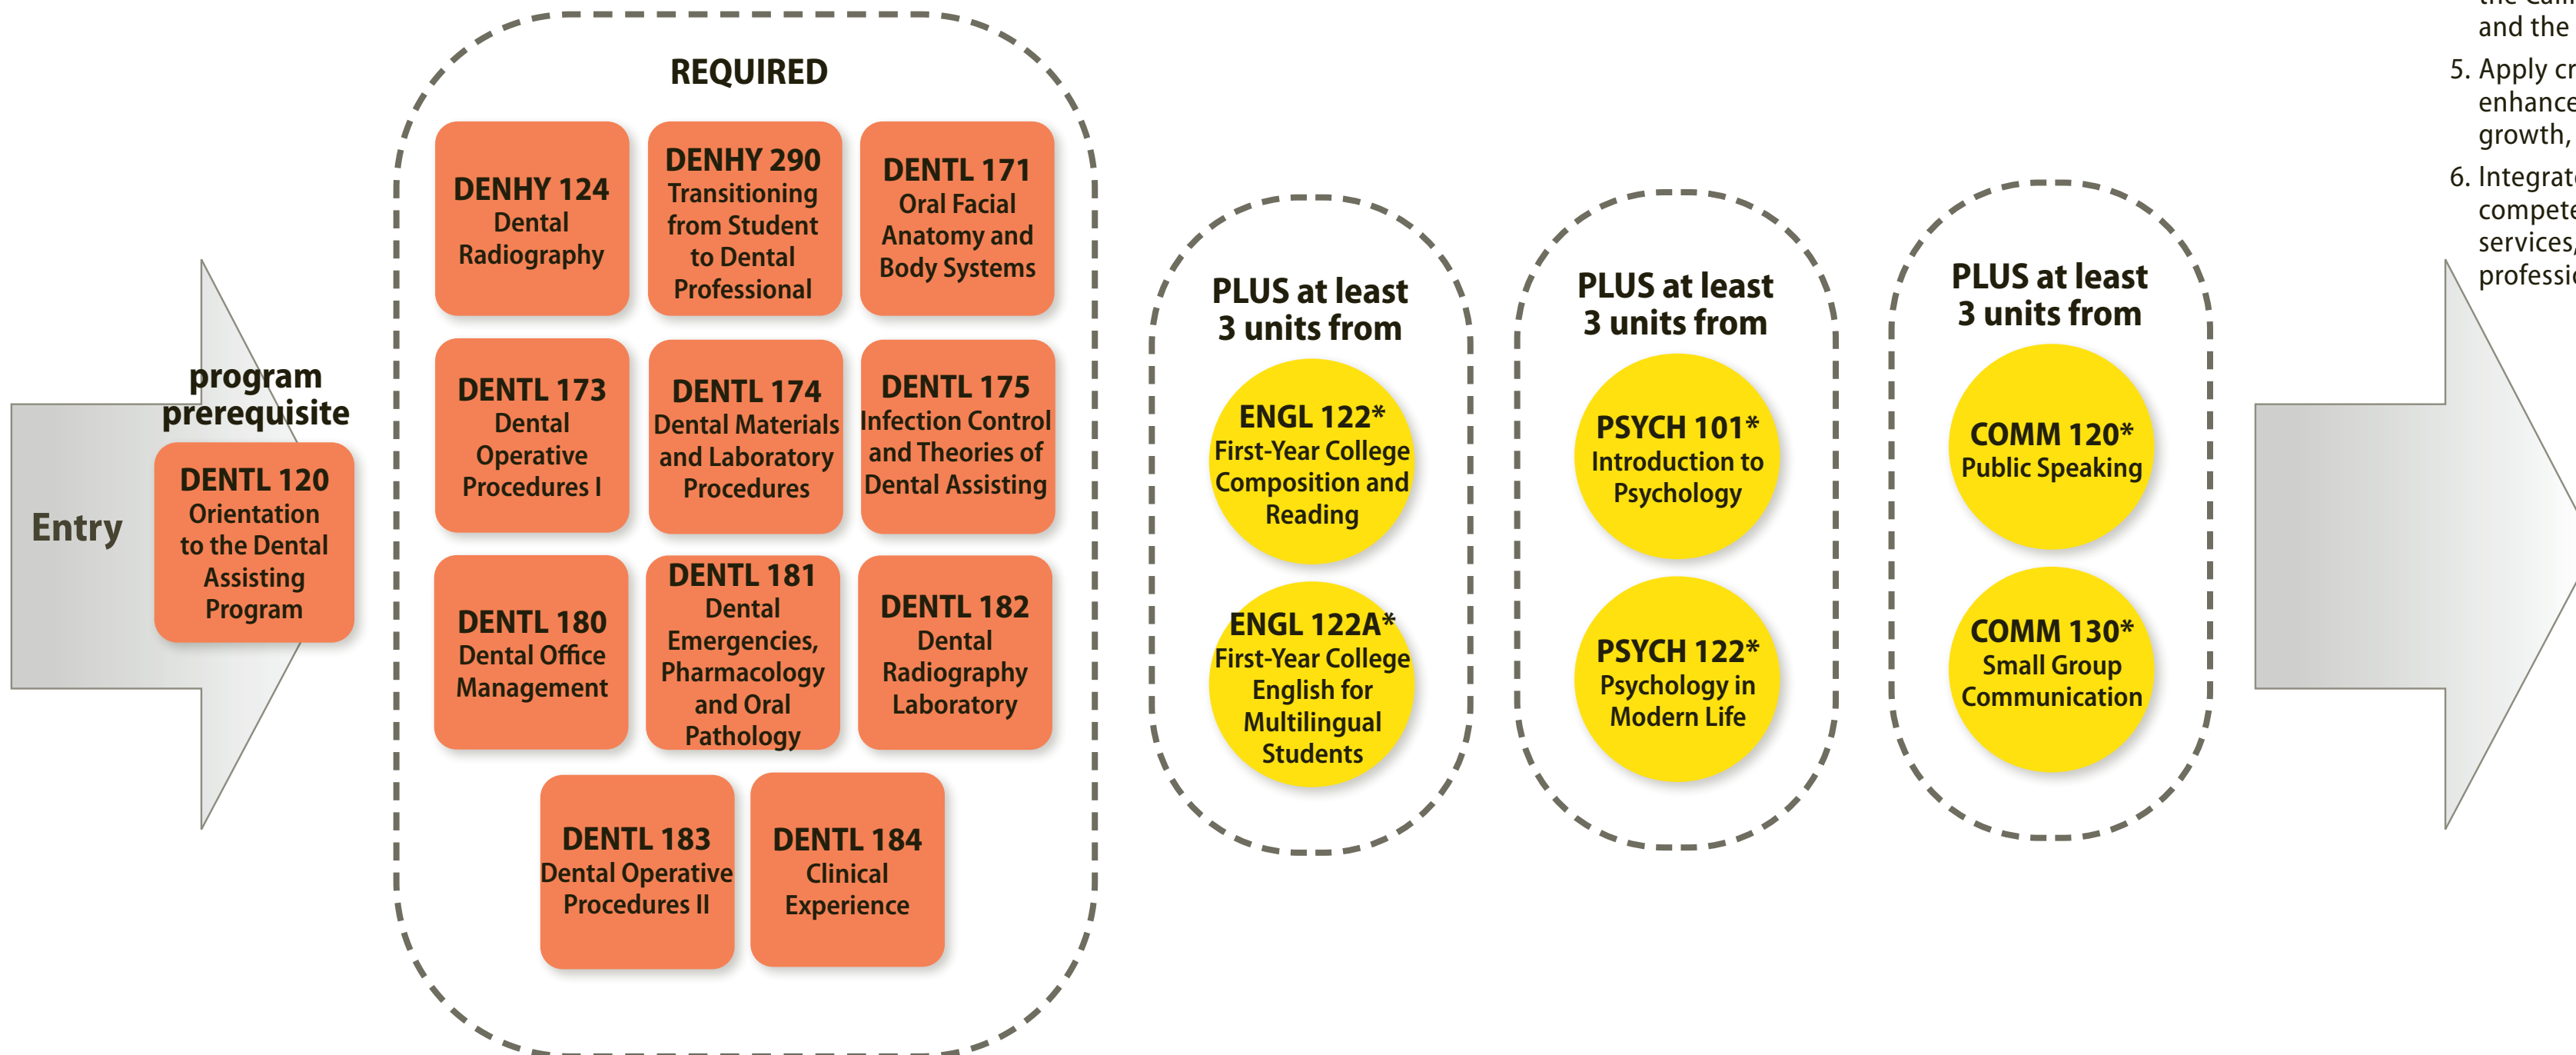 Entry
program
prerequisite
DENTL 120
Orientation
to the Dental
Assisting
Program
REQUIRED
DENHY 124
Dental
Radiography
DENHY 290
Transitioning
from Student
to Dental
Professional
DENTL 171
Oral Facial
Anatomy and
Body Systems
DENTL 173
Dental
Operative
Procedures I
DENTL 174
Dental Materials
and Laboratory
Procedures
DENTL 175
Infection Control
and Theories of
Dental Assisting
DENTL 180
Dental Office
Management
DENTL 181
Dental
Emergencies,
Pharmacology
and Oral
Pathology
DENTL 182
Dental
Radiography
Laboratory
DENTL 183
Dental Operative
Procedures II
DENTL 184
Clinical
Experience
PLUS at least
3 units from
ENGL 122*
First-Year College
Composition and
Reading
ENGL 122A*
First-Year College
English for
Multilingual
Students
PLUS at least
3 units from
PSYCH 101*
Introduction to
Psychology
PSYCH 122*
Psychology in
Modern Life
PLUS at least
3 units from
COMM 120*
Public Speaking
COMM 130*
Small Group
Communication
and the
5. Apply
growth,
6.
services,